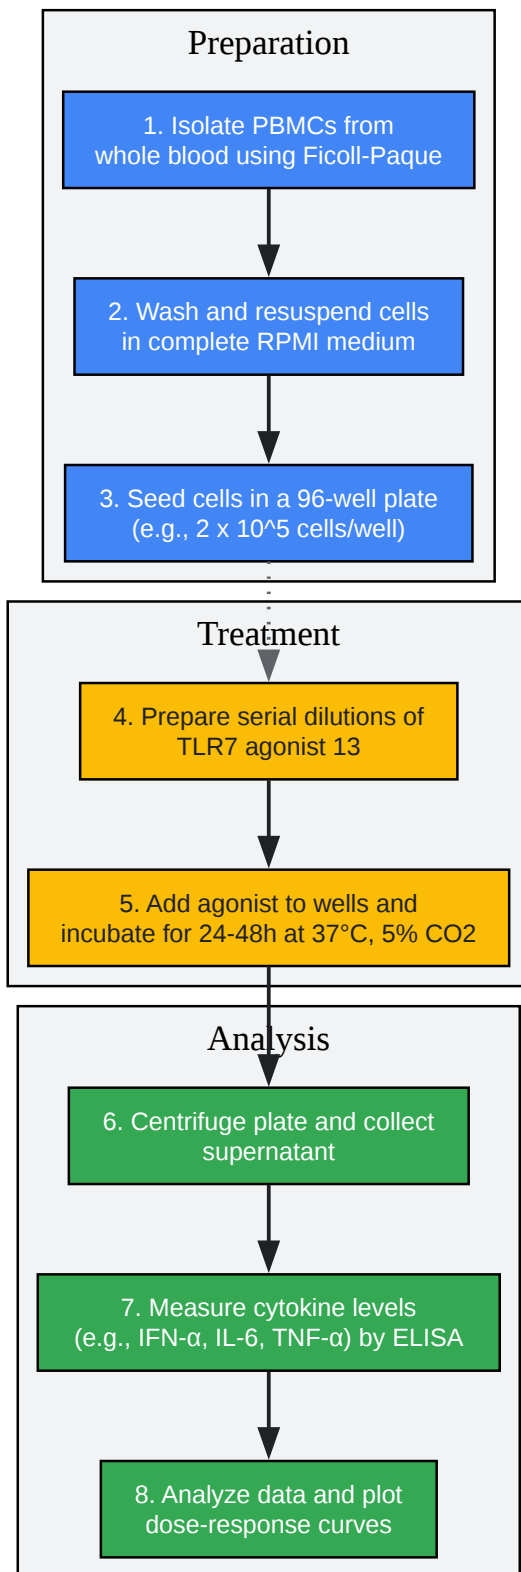 Preparation
1. Isolate PBMCs from
whole blood using Ficoll-Paque
2. Wash and resuspend cells
in complete RPMI medium
3. Seed cells in a 96-well plate
(e.g., 2 x 10^5 cells/well)
Treatment
4. Prepare serial dilutions of
TLR7 agonist 13
5. Add agonist to wells and
incubate for 24-48h at 37°C, 5% CO2
Analysis
6. Centrifuge plate and collect
supernatant
7. Measure cytokine levels
(e.g., IFN-α, IL-6, TNF-α) by ELISA
8. Analyze data and plot
dose-response curves